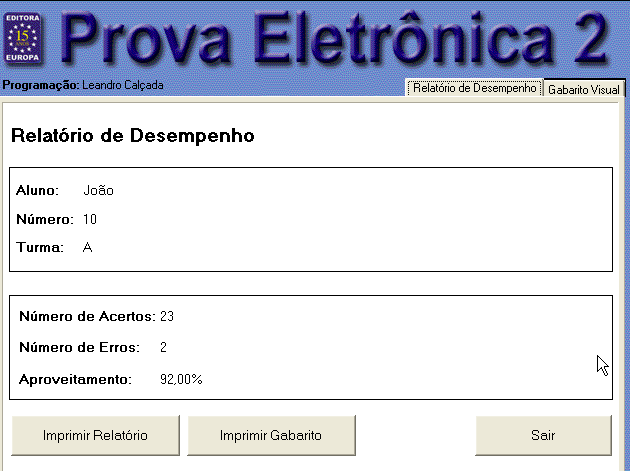 EDITORA
15
ANOS
EUROPA
Prova Eletrônica 2
Programação: Leandro Calçada
Relatório de Desempenho
Gabarito Visual
Relatório de Desempenho
Aluno: João
Número: 10
Turma: A
Número de Acertos: 23
Número de Erros: 2
Aproveitamento: 92,00%
Imprimir Relatório
Imprimir Gabarito
Sair